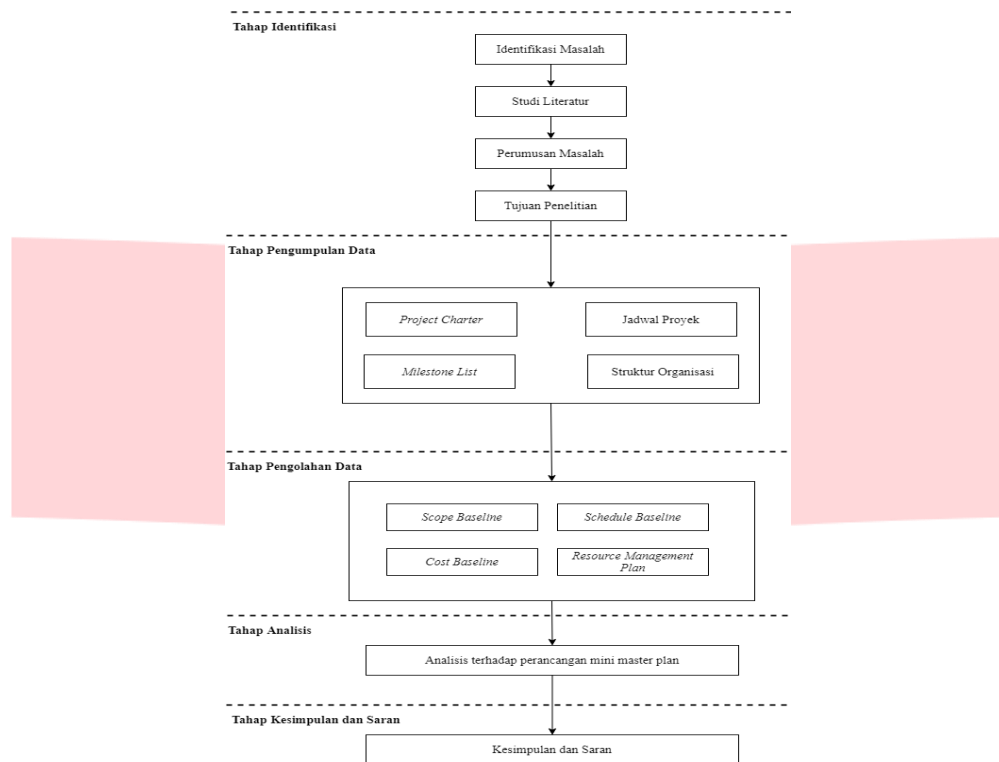 Tahap Identifikasi
Identifikasi Masalah
Studi Literatur
Perumusan Masalah
Tujuan Penelitian
Tahap Pengumpulan Data
Project Charter
Jadwal Proyek
Milestone List
Struktur Organisasi
Tahap Pengolahan Data
Scope Baseline
Schedule Baseline
Cost Baseline
Resource Management
Plan
Tahap Analisis
Analisis terhadap perancangan mini master plan
Tahap Kesimpulan dan Saran
Kesimpulan dan Saran